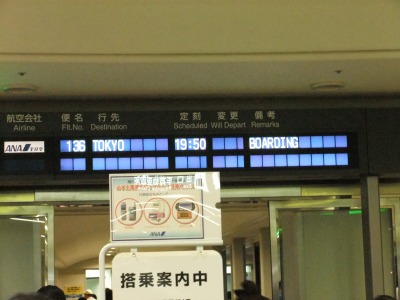 航空会社 便名 行先 定刻 変更 備考
Airline Flt.No. Destination Scheduled Will Depart Remarks
ANA 136 TOKYO 19:50 BOARDING
ANA
搭乗案内中